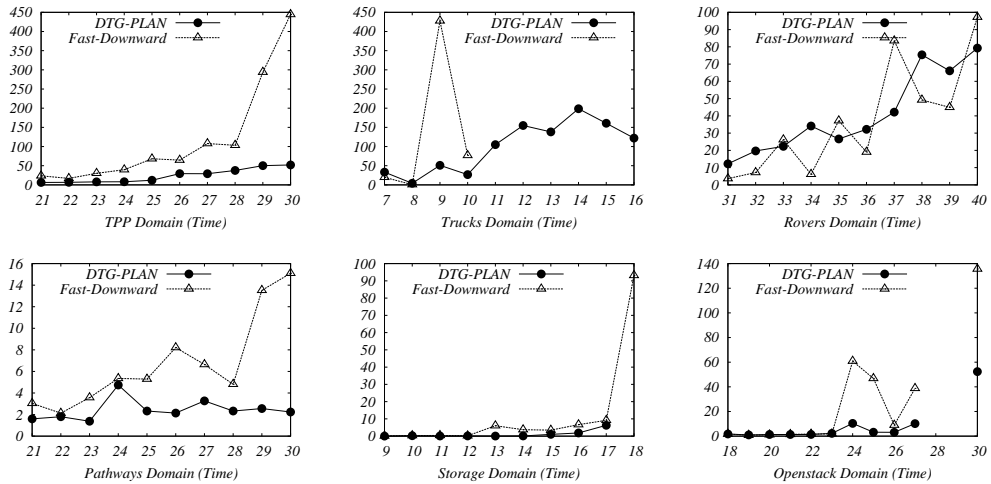 450
400
350
300
250
200
150
100
50
0
DTG-PLAN
Fast-Downward
21 22 23 24 25 26 27 28 29 30
TPP Domain (Time)
450
400
350
300
250
200
150
100
50
0
DTG-PLAN
Fast-Downward
7 8 9 10 11 12 13 14 15 16
Trucks Domain (Time)
100
80
60
40
20
0
DTG-PLAN
Fast-Downward
31 32 33 34 35 36 37 38 39 40
Rovers Domain (Time)
16
14
12
10
8
6
4
2
0
DTG-PLAN
Fast-Downward
21 22 23 24 25 26 27 28 29 30
Pathways Domain (Time)
100
90
80
70
60
50
40
30
20
10
0
DTG-PLAN
Fast-Downward
9 10 11 12 13 14 15 16 17 18
Storage Domain (Time)
140
120
100
80
60
40
20
0
DTG-PLAN
Fast-Downward
18 20 22 24 26 28 30
Openstack Domain (Time)